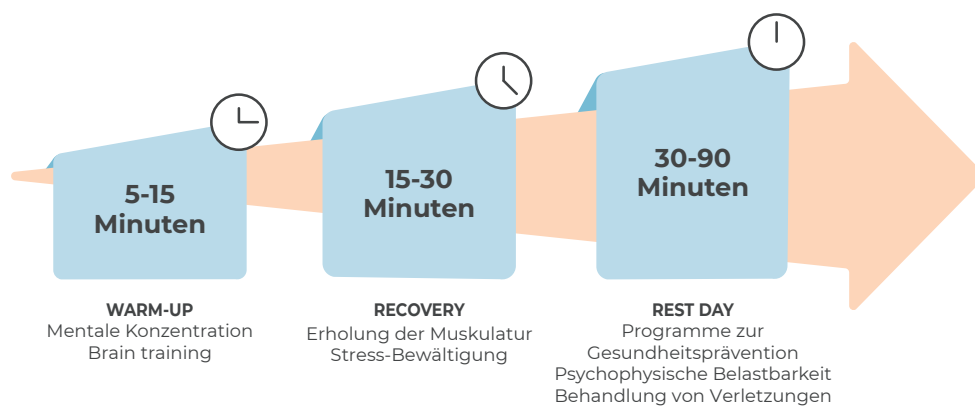 5-15
Minuten
15-30
Minuten
30-90
Minuten
WARM-UP
Mentale Konzentration
Brain training
RECOVERY
Erholung der Muskulatur
Stress-Bewältigung
REST DAY
Programme zur
Gesundheitsprävention
Psychophysische Belastbarkeit
Behandlung von Verletzungen